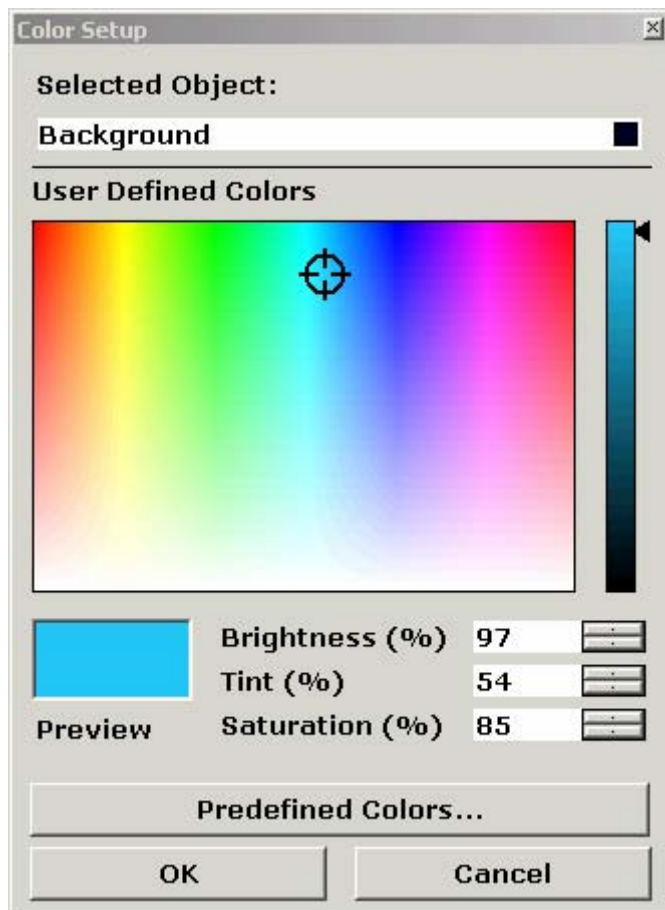 Color Setup
Selected Object:
Background
User Defined Colors
Brightness (%) 97
Tint (%) 54
Saturation (%) 85
Preview
Predefined Colors...
OK Cancel